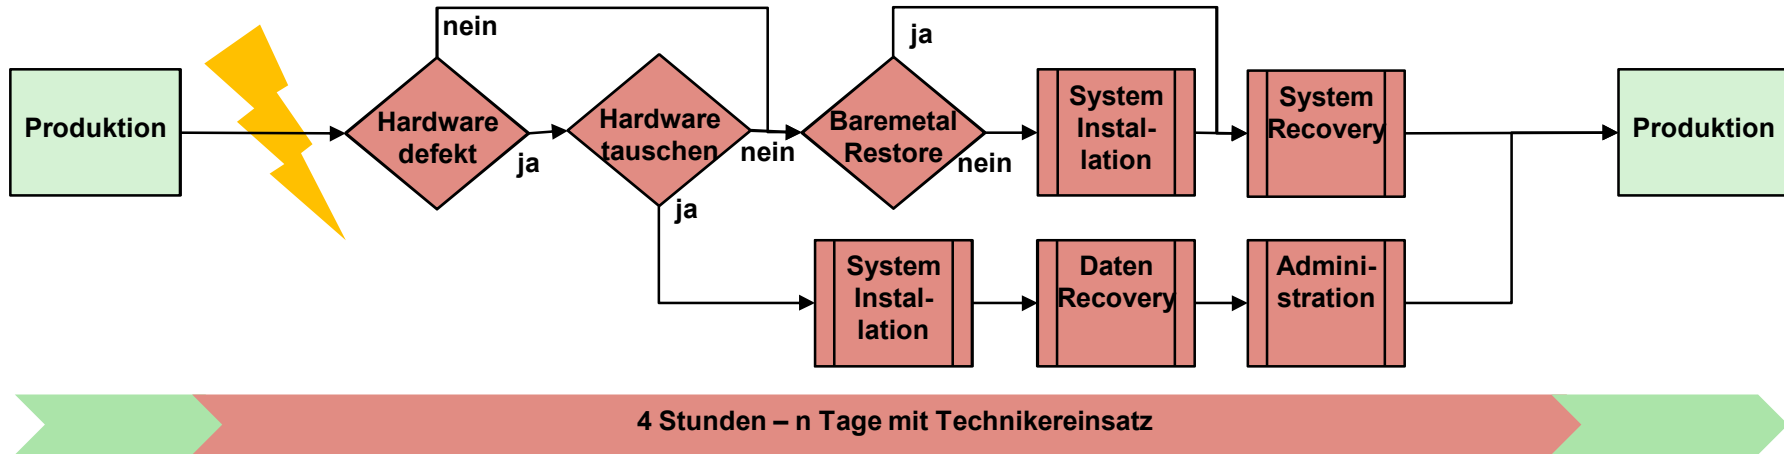 nein
ja
Produktion
Hardware
defekt
ja
Hardware
tauschen
nein
ja
Baremetal
Restore
nein
System
Instal-
lation
System
Recovery
Produktion
System
Instal-
lation
Daten
Recovery
Admini-
stration
4 Stunden – n Tage mit Technikereinsatz